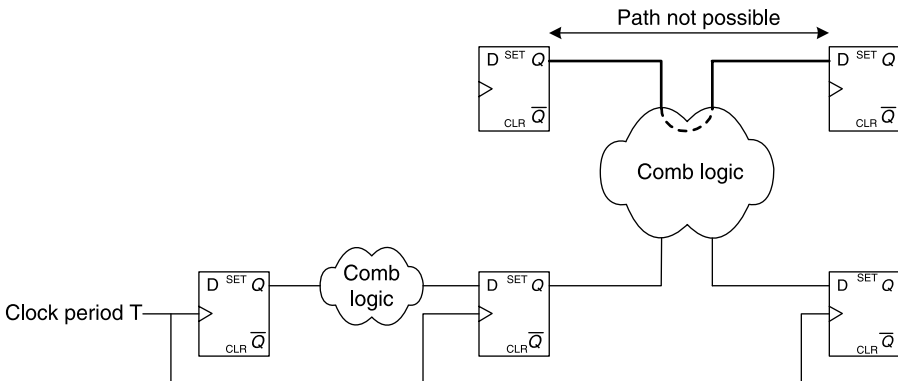 Path not possible
D SET Q
Q̅
CLR
D SET Q
Q̅
CLR
Comb logic
D SET Q
Q̅
CLR
Comb
logic
D SET Q
Q̅
CLR
D SET Q
Q̅
CLR
Clock period T